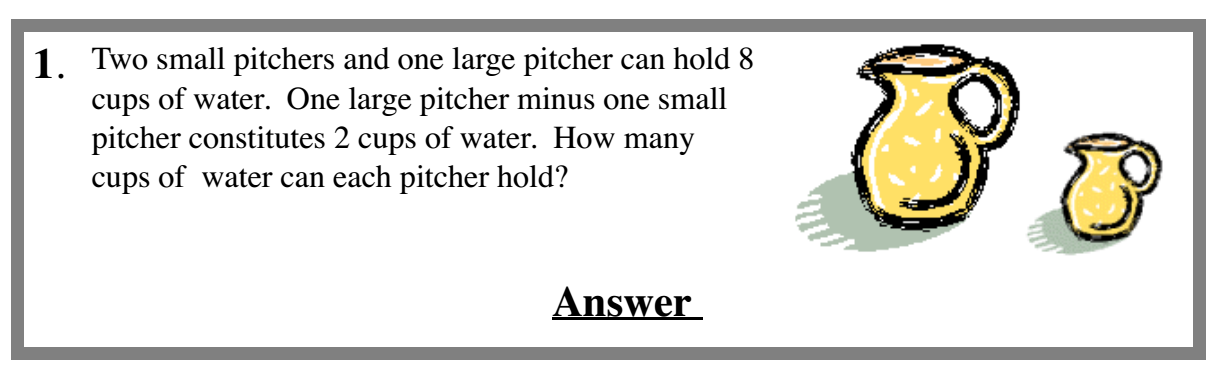 1. Two small pitchers and one large pitcher can hold 8
cups of water. One large pitcher minus one small
pitcher constitutes 2 cups of water. How many
cups of water can each pitcher hold?
Answer